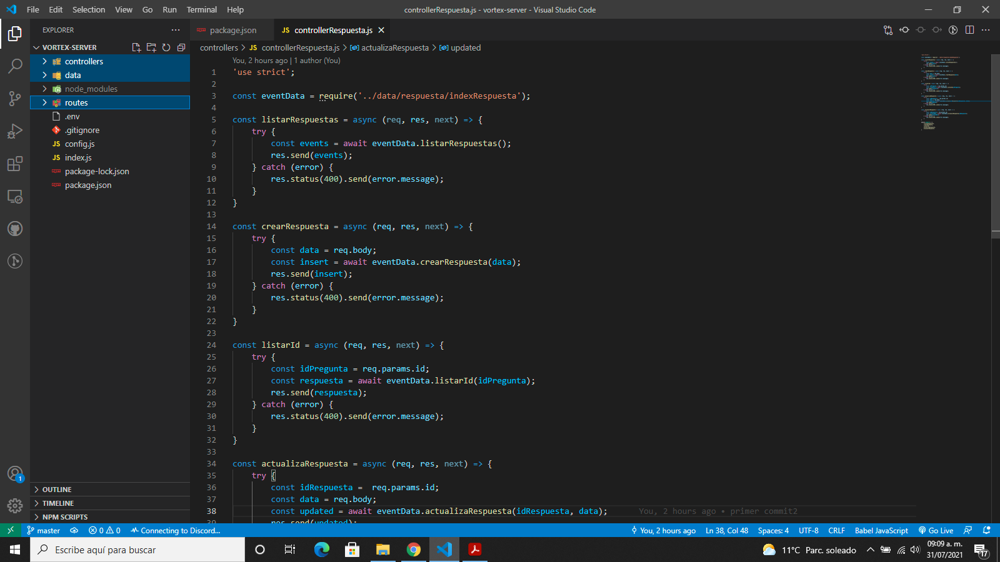 File Edit Selection View Go Run Terminal Help
controllerRespuesta.js - vortex-server - Visual Studio Code
EXPLORER
VORTEX-SERVER
controllers
data
node_modules
routes
.env
.gitignore
config.js
index.js
package-lock.json
package.json
OUTLINE
TIMELINE
NPM SCRIPTS
package.json
JS controllerRespuesta.js
controllers > JS controllerRespuesta.js > actualizaRespuesta > updated
You, 2 hours ago | 1 author (You)
1 'use strict';
2
3 const eventData = require('../data/respuesta/indexRespuesta');
4
5 const listarRespuestas = async (req, res, next) => {
6 try {
7 const events = await eventData.listarRespuestas();
8 res.send(events);
9 } catch (error) {
10 res.status(400).send(error.message);
11 }
12 }
13
14 const crearRespuesta = async (req, res, next) => {
15 try {
16 const data = req.body;
17 const insert = await eventData.crearRespuesta(data);
18 res.send(insert);
19 } catch (error) {
20 res.status(400).send(error.message);
21 }
22 }
23
24 const listarId = async (req, res, next) => {
25 try {
26 const idPregunta = req.params.id;
27 const respuesta = await eventData.listarId(idPregunta);
28 res.send(respuesta);
29 } catch (error) {
30 res.status(400).send(error.message);
31 }
32 }
33
34 const actualizaRespuesta = async (req, res, next) => {
35 try {
36 const idRespuesta =  req.params.id;
37 const data = req.body;
38 const updated = await eventData.actualizaRespuesta(idRespuesta, data); You, 2 hours ago • primer commit2
39 res.send(updated);
1
master 0 0 Connecting to Discord... You, 2 hours ago Ln 38, Col 48 Spaces: 4 UTF-8 CRLF Babel JavaScript Go Live
Escribe aquí para buscar
11°C Parc. soleado
09:09 a. m.
31/07/2021
17